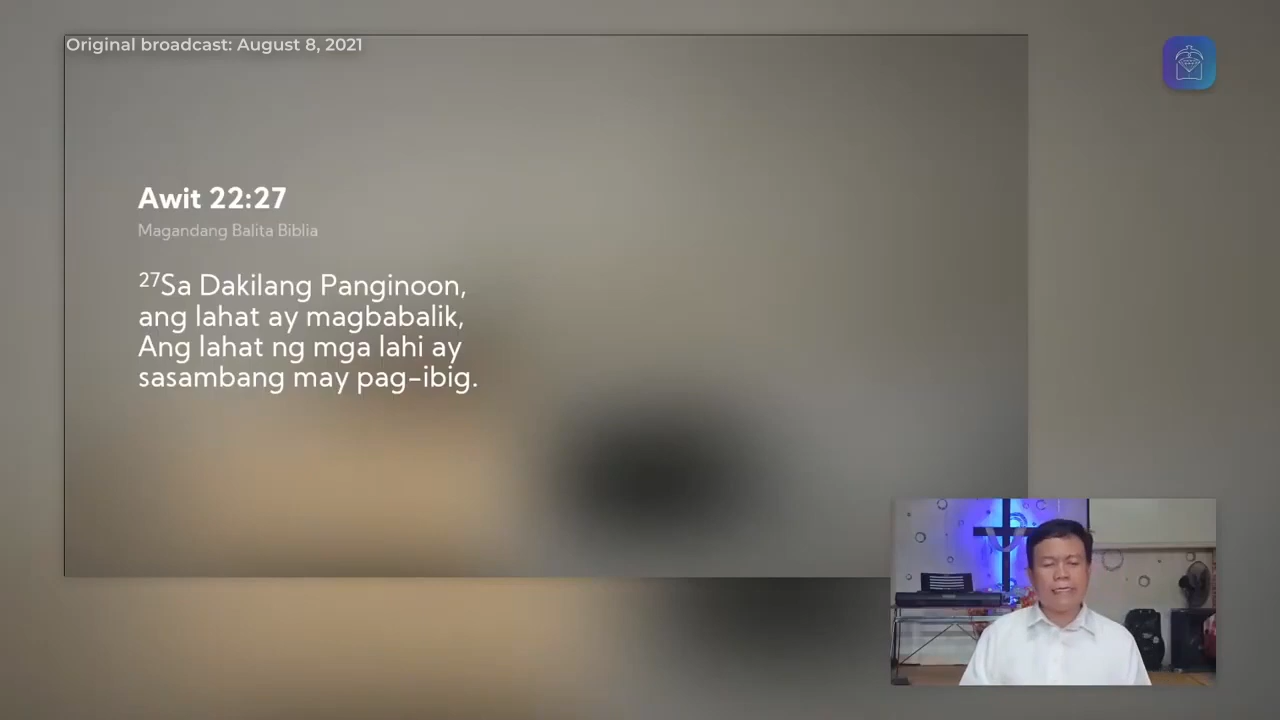 Original broadcast: August 8, 2021
Awit 22:27
Magandang Balita Biblia
27Sa Dakilang Panginoon,
ang lahat ay magbabalik,
Ang lahat ng mga lahi ay
sasambang may pag-ibig.